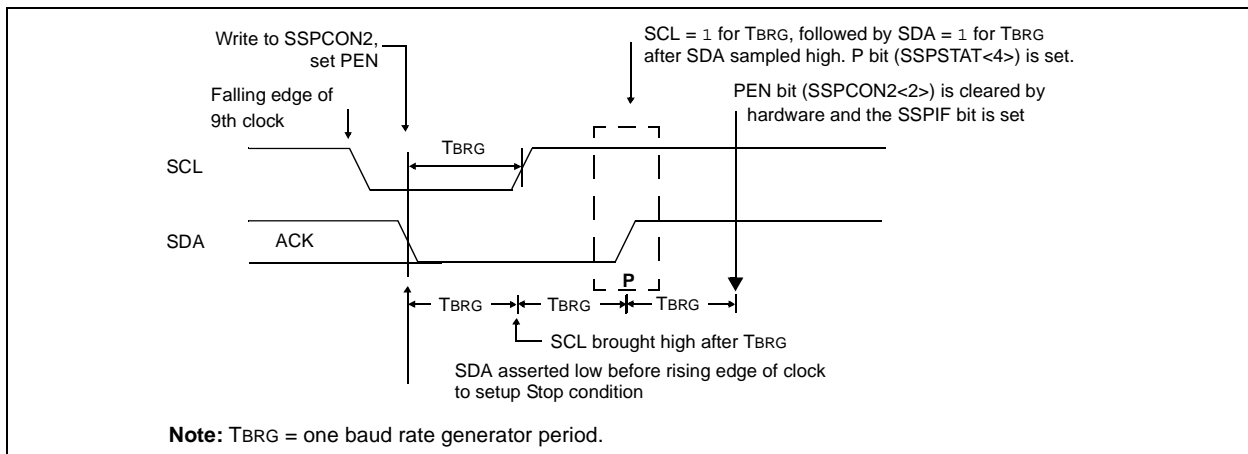 Write to SSPCON2,
set PEN
SCL = 1 for TBRG, followed by SDA = 1 for TBRG
after SDA sampled high. P bit (SSPSTAT<4>) is set.
Falling edge of
9th clock
PEN bit (SSPCON2<2>) is cleared by
hardware and the SSPIF bit is set
TBRG
SCL
SDA
ACK
P
TBRG
TBRG
TBRG
SCL brought high after TBRG
SDA asserted low before rising edge of clock
to setup Stop condition
Note: TBRG = one baud rate generator period.